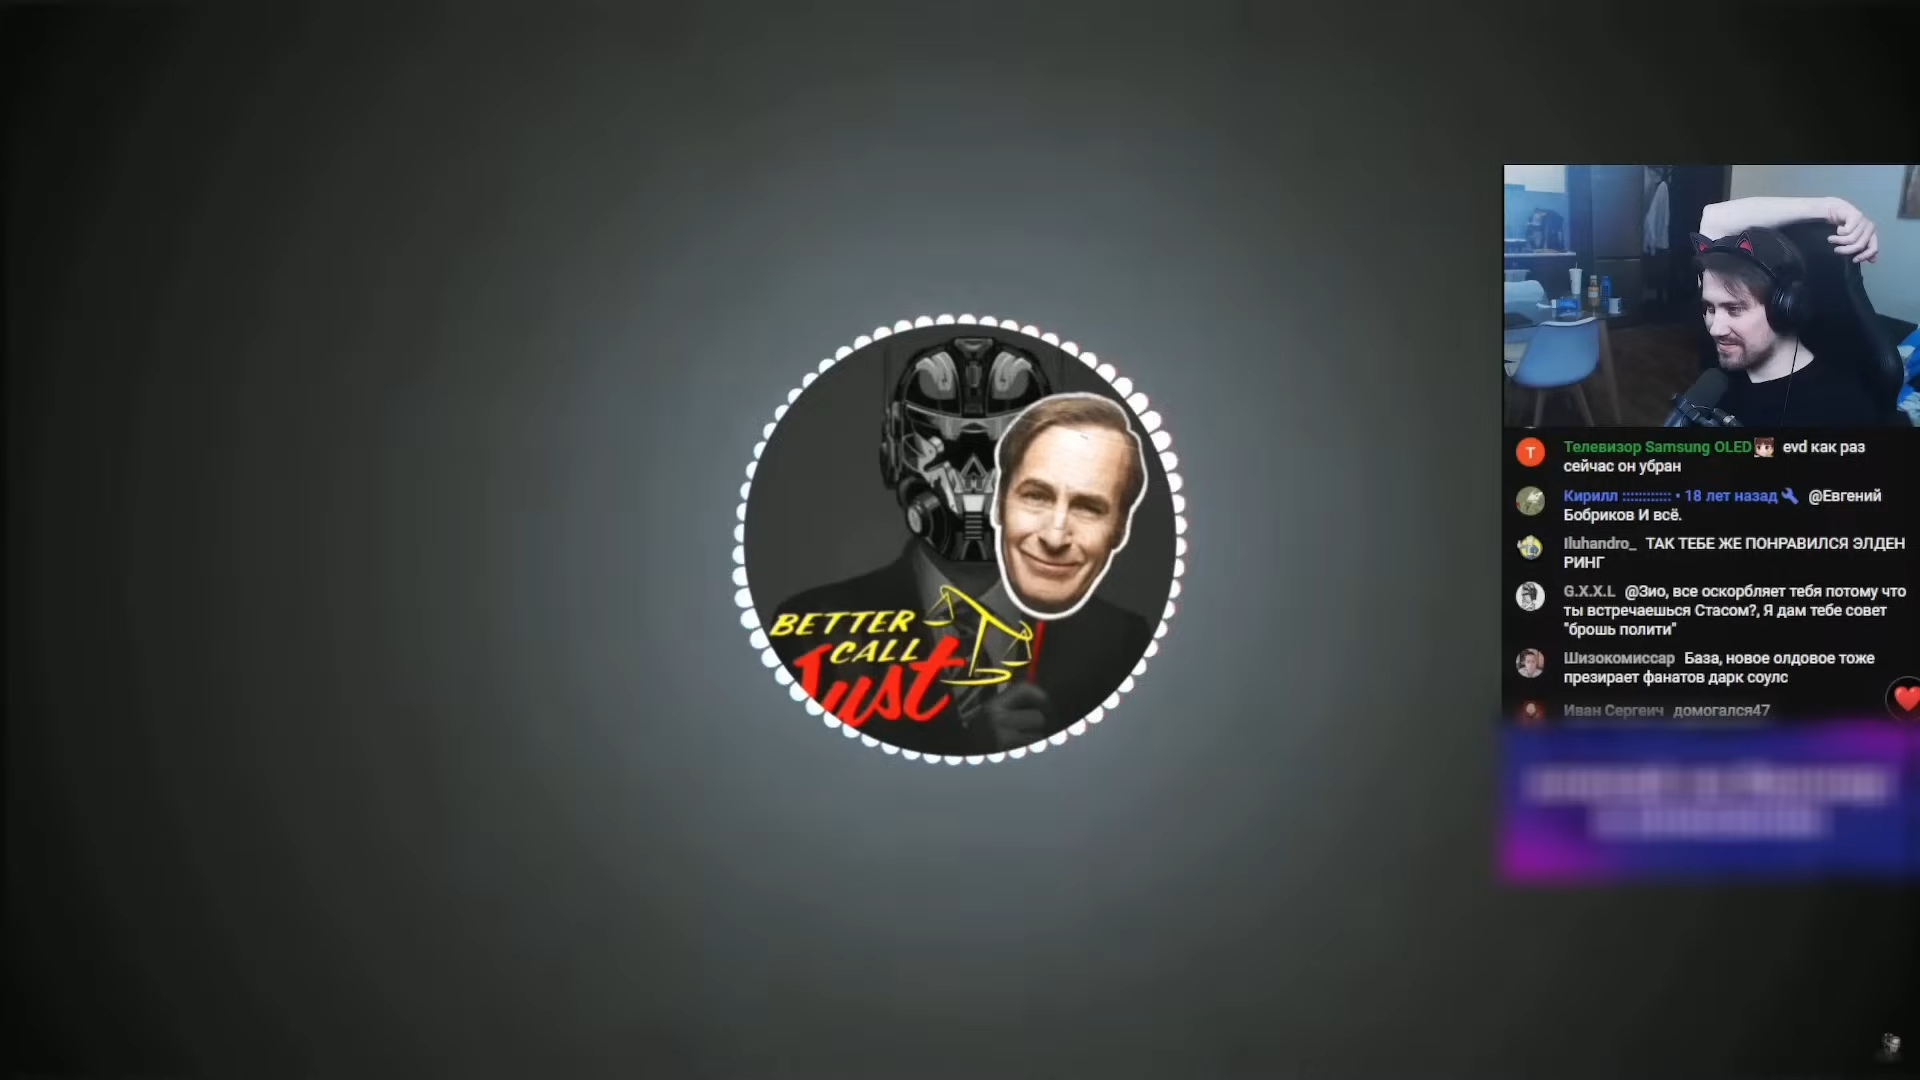 BETTER
CALL
Just
T
Телевизор Samsung OLED evd как раз
сейчас он убран
Кирилл :::::::::::: • 18 лет назад @Евгений
Бобриков И всё.
Iluhandro_ ТАК ТЕБЕ ЖЕ ПОНРАВИЛСЯ ЭЛДЕН
РИНГ
G.X.X.L @Зио, все оскорбляет тебя потому что
ты встречаешься Стасом?, Я дам тебе совет
"брошь полити"
Шизокомиссар База, новое олдовое тоже
презирает фанатов дарк соулс
Иван Сергеич домогался47